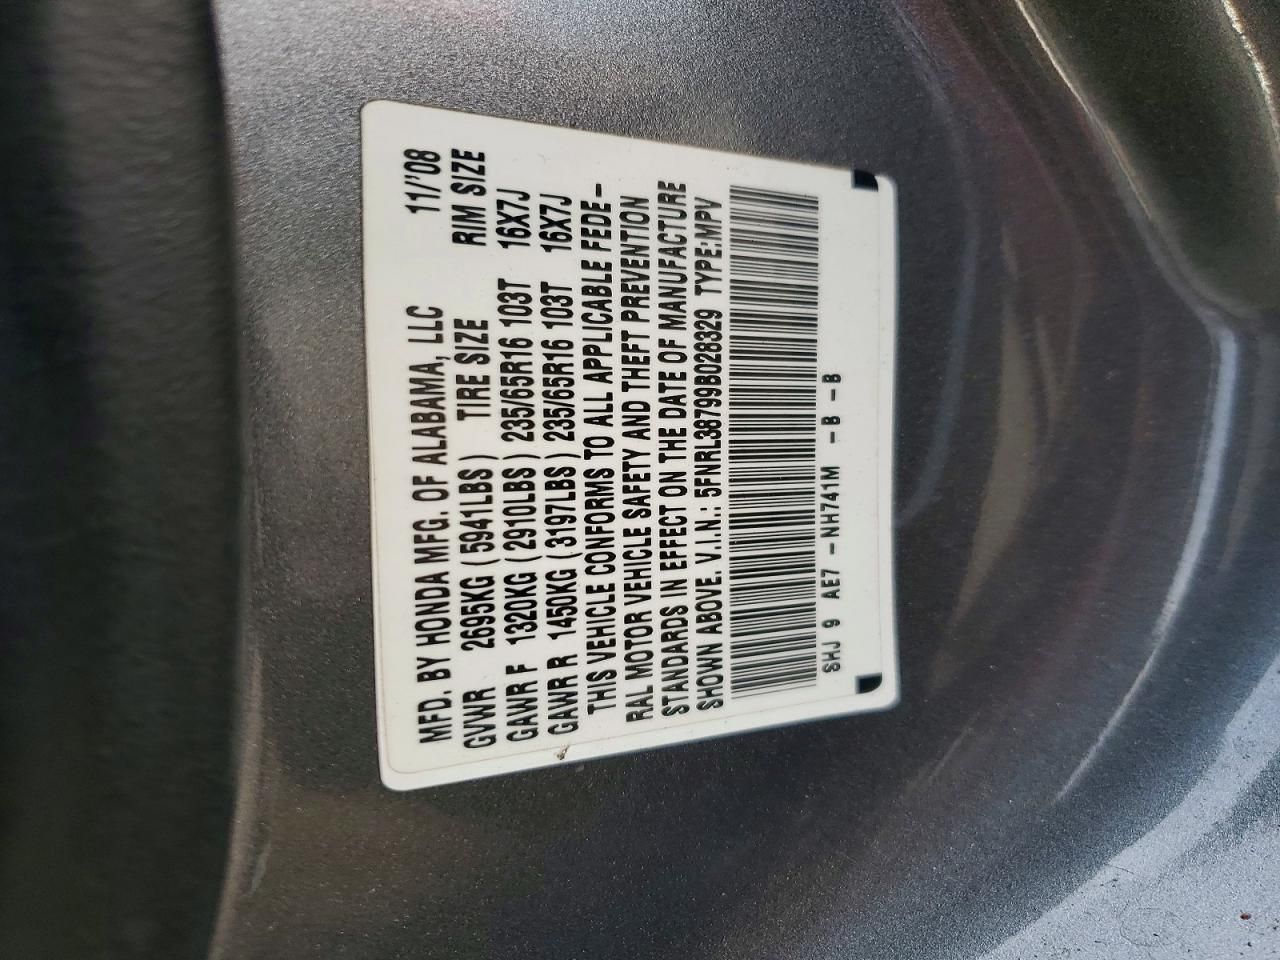 MFD. BY HONDA MFG. OF ALABAMA, LLC 11/'08
GVWR 2695KG (5941LBS) TIRE SIZE RIM SIZE
GAWR F 1320KG (2910LBS) 235/65R16 103T 16X7J
GAWR R 1450KG (3197LBS) 235/65R16 103T 16X7J
THIS VEHICLE CONFORMS TO ALL APPLICABLE FEDE-
RAL MOTOR VEHICLE SAFETY AND THEFT PREVENTION
STANDARDS IN EFFECT ON THE DATE OF MANUFACTURE
SHOWN ABOVE. V.I.N.: 5FNRL38799B028329 TYPE:MPV
SHJ 9 AE7 -NH741M -B -B